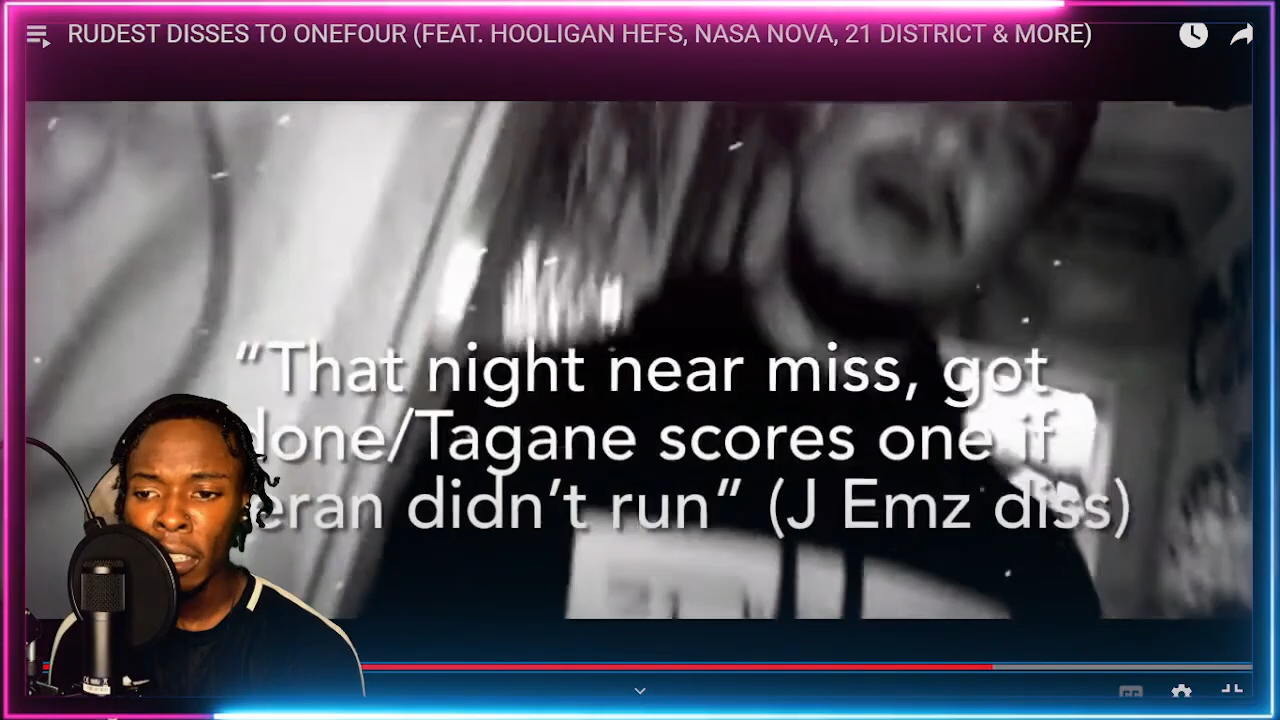 RUDEST DISSES TO ONEFOUR (FEAT. HOOLIGAN HEFS, NASA NOVA, 21 DISTRICT & MORE)
“That night near miss, got
done/Tagane scores one if
didn’t run” (J Emz diss)